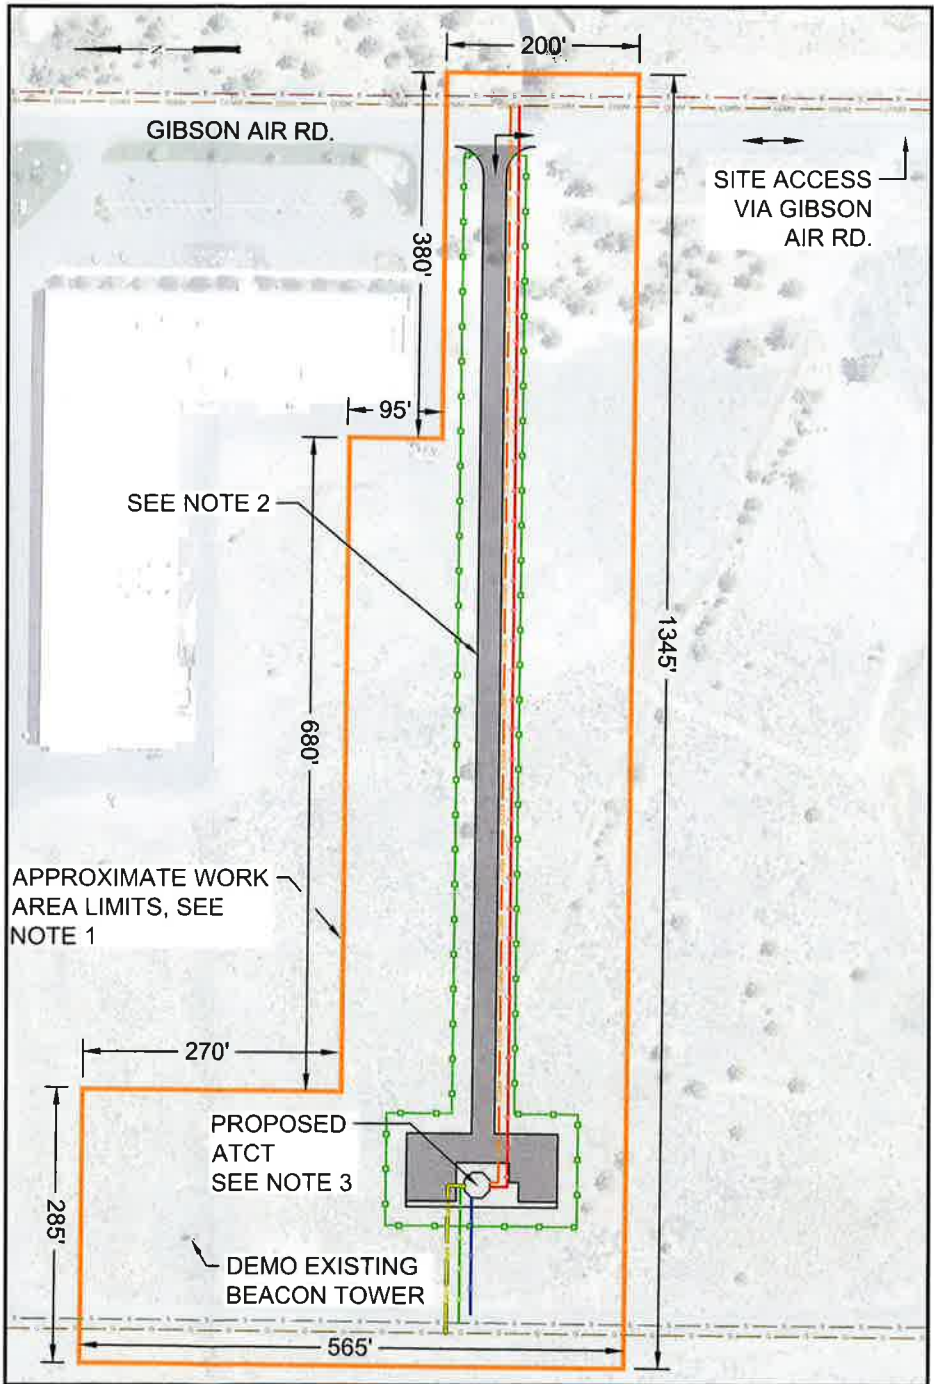 200'
N
GIBSON AIR RD.
SITE ACCESS
VIA GIBSON
AIR RD.
380'
95'
SEE NOTE 2
1345'
680'
APPROXIMATE WORK
AREA LIMITS, SEE
NOTE 1
270'
PROPOSED
ATCT
SEE NOTE 3
285'
DEMO EXISTING
BEACON TOWER
565'